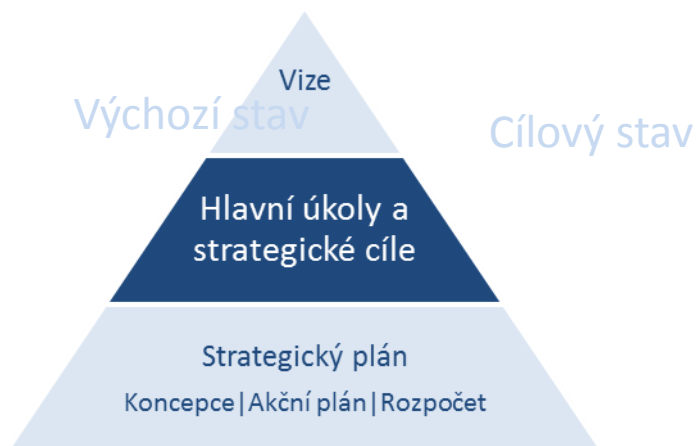 Vize
Výchozí stav
Cílový stav
Hlavní úkoly a
strategické cíle
Strategický plán
Koncepce|Akční plán|Rozpočet